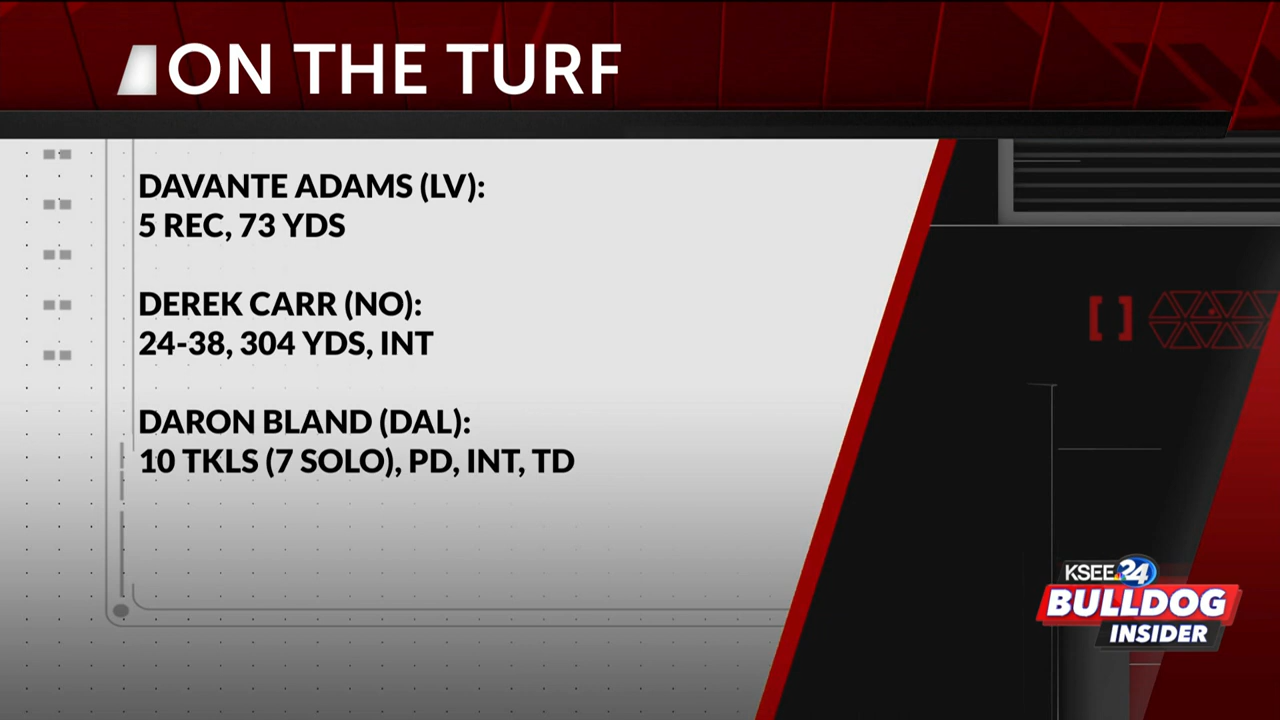 ON THE TURF
DAVANTE ADAMS (LV):
5 REC, 73 YDS
DEREK CARR (NO):
24-38, 304 YDS, INT
DARON BLAND (DAL):
10 TKLS (7 SOLO), PD, INT, TD
KSEE 24
BULLDOG
INSIDER